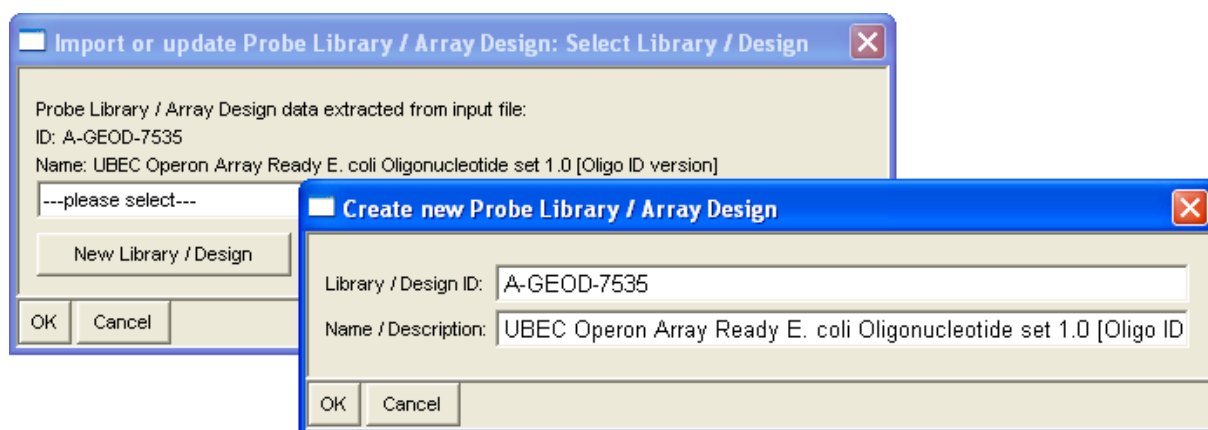 Import or update Probe Library / Array Design: Select Library / Design
Probe Library / Array Design data extracted from input file:
ID: A-GEOD-7535
Name: UBEC Operon Array Ready E. coli Oligonucleotide set 1.0 [Oligo ID version]
---please select---
New Library / Design
OK Cancel
Create new Probe Library / Array Design
Library / Design ID: A-GEOD-7535
Name / Description: UBEC Operon Array Ready E. coli Oligonucleotide set 1.0 [Oligo ID
OK Cancel